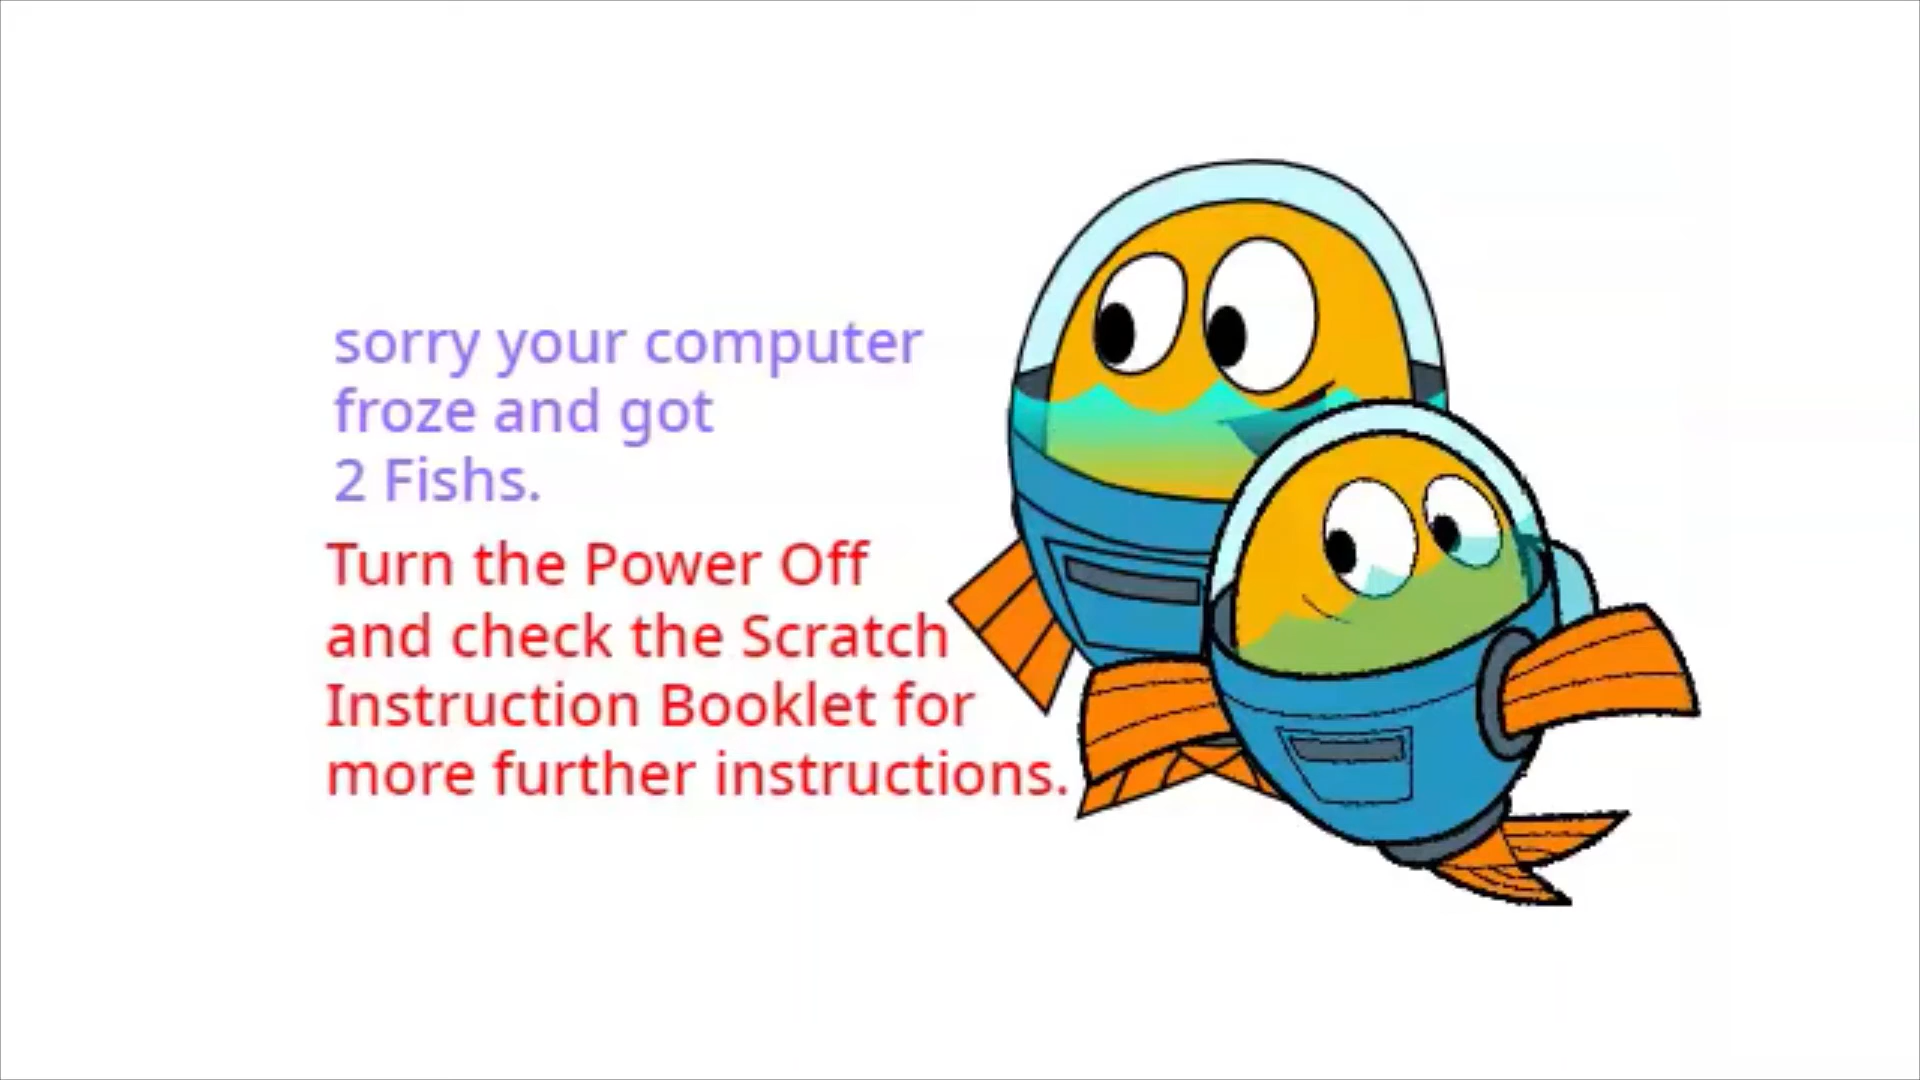 sorry your computer
froze and got
2 Fishs.
Turn the Power Off
and check the Scratch
Instruction Booklet for
more further instructions.